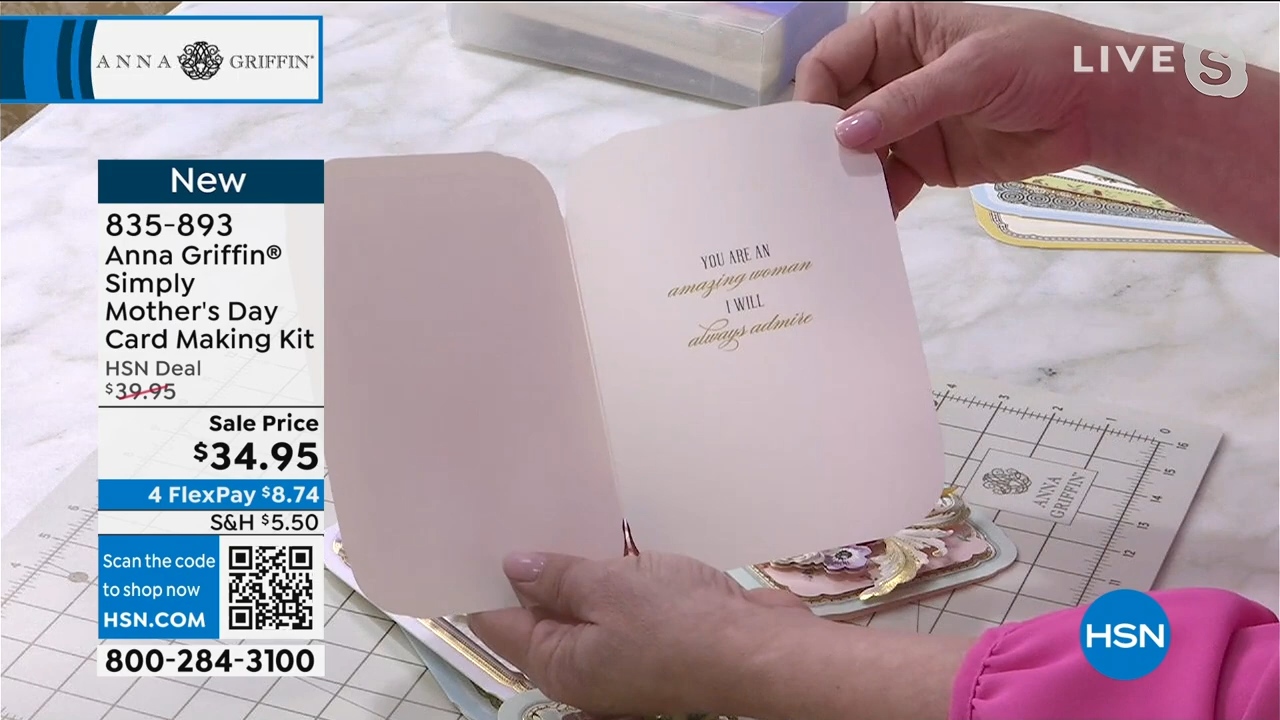 ANNA GRIFFIN
LIVE
New
835-893
Anna Griffin®
Simply
Mother's Day
Card Making Kit
HSN Deal
$39.95
Sale Price
$34.95
4 FlexPay $8.74
S&H $5.50
Scan the code
to shop now
HSN.COM
800-284-3100
YOU ARE AN
amazing woman
I WILL
always admire
ANNA
GRIFFIN
HSN